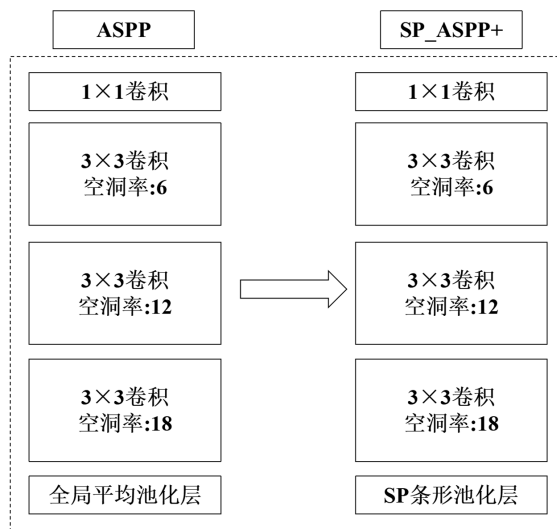 ASPP
1×1卷积
3×3卷积
空洞率:6
3×3卷积
空洞率:12
3×3卷积
空洞率:18
全局平均池化层
SP_ASPP+
1×1卷积
3×3卷积
空洞率:6
3×3卷积
空洞率:12
3×3卷积
空洞率:18
SP条形池化层